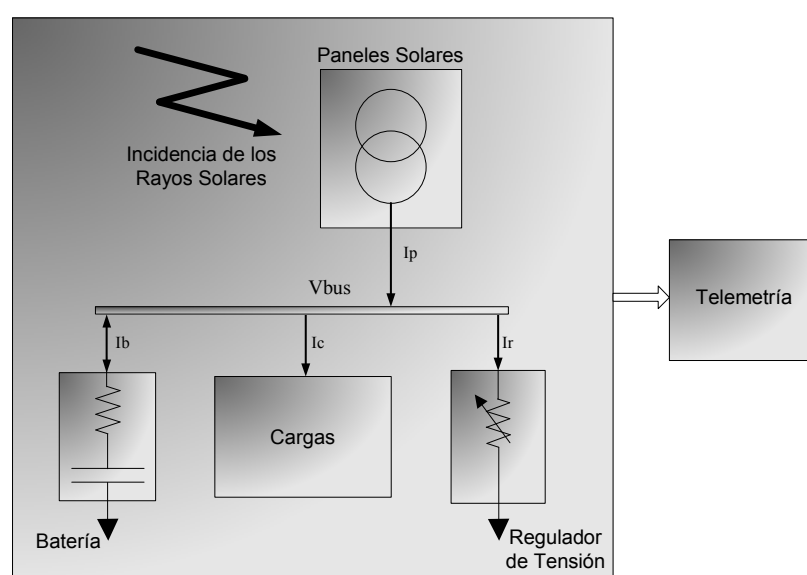 Paneles Solares
Incidencia de los
Rayos Solares
Ip
Vbus
Ib
Ic
Ir
Telemetría
Cargas
Batería
Regulador
de Tensión